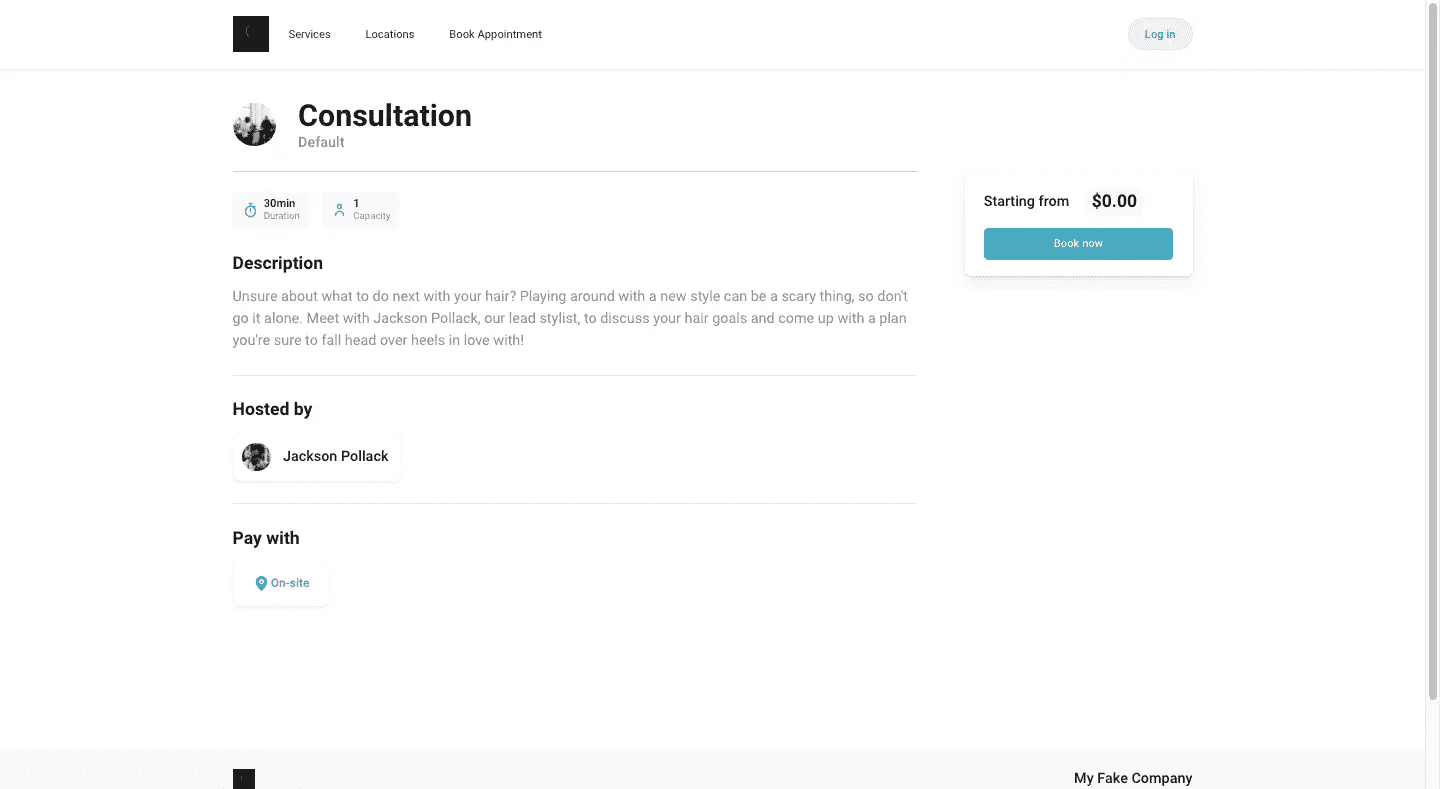 Services Locations Book Appointment Log in
Consultation
Default
30min
Duration
1
Capacity
Starting from $0.00
Book now
Description
Unsure about what to do next with your hair? Playing around with a new style can be a scary thing, so don't
go it alone. Meet with Jackson Pollack, our lead stylist, to discuss your hair goals and come up with a plan
you're sure to fall head over heels in love with!
Hosted by
Jackson Pollack
Pay with
On-site
My Fake Company